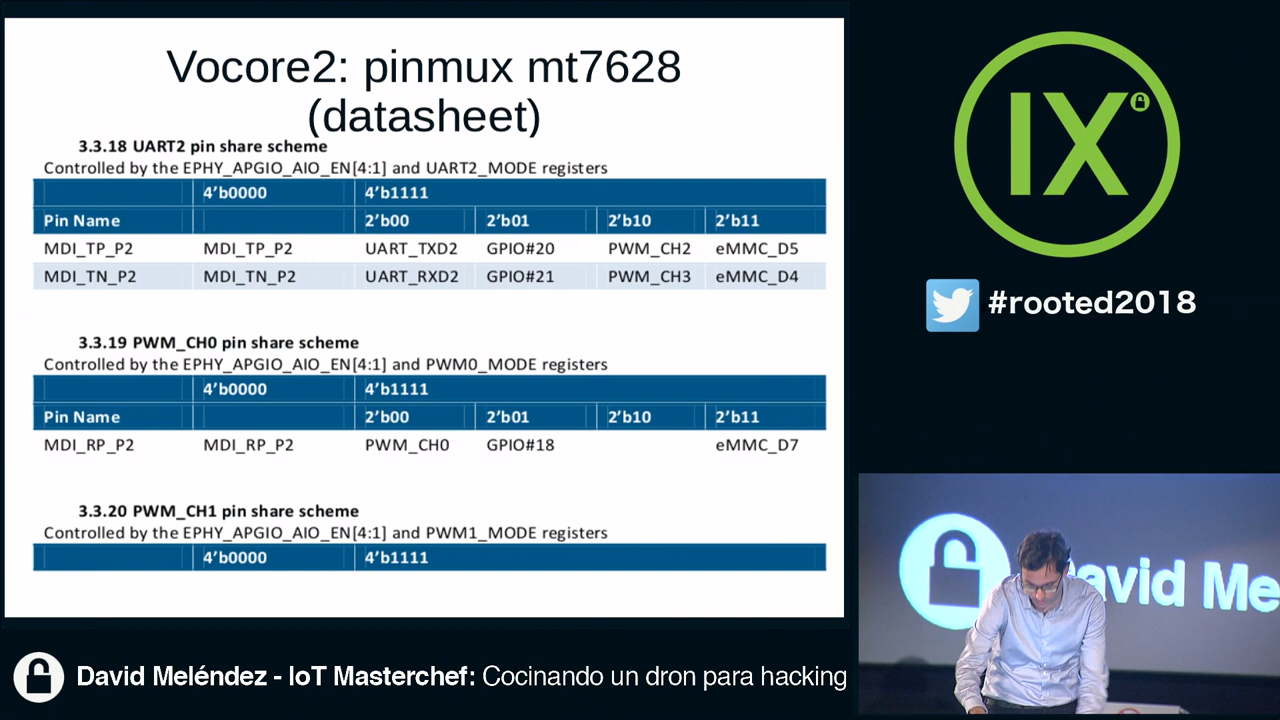 Vocore2: pinmux mt7628
(datasheet)
3.3.18 UART2 pin share scheme
Controlled by the EPHY_APGIO_AIO_EN[4:1] and UART2_MODE registers
4’b0000 4’b1111
Pin Name 2’b00 2’b01 2’b10 2’b11
MDI_TP_P2 MDI_TP_P2 UART_TXD2 GPIO#20 PWM_CH2 eMMC_D5
MDI_TN_P2 MDI_TN_P2 UART_RXD2 GPIO#21 PWM_CH3 eMMC_D4
3.3.19 PWM_CH0 pin share scheme
Controlled by the EPHY_APGIO_AIO_EN[4:1] and PWM0_MODE registers
4’b0000 4’b1111
Pin Name 2’b00 2’b01 2’b10 2’b11
MDI_RP_P2 MDI_RP_P2 PWM_CH0 GPIO#18 eMMC_D7
3.3.20 PWM_CH1 pin share scheme
Controlled by the EPHY_APGIO_AIO_EN[4:1] and PWM1_MODE registers
4’b0000 4’b1111
IX
#rooted2018
David Me
David Meléndez - IoT Masterchef: Cocinando un dron para hacking